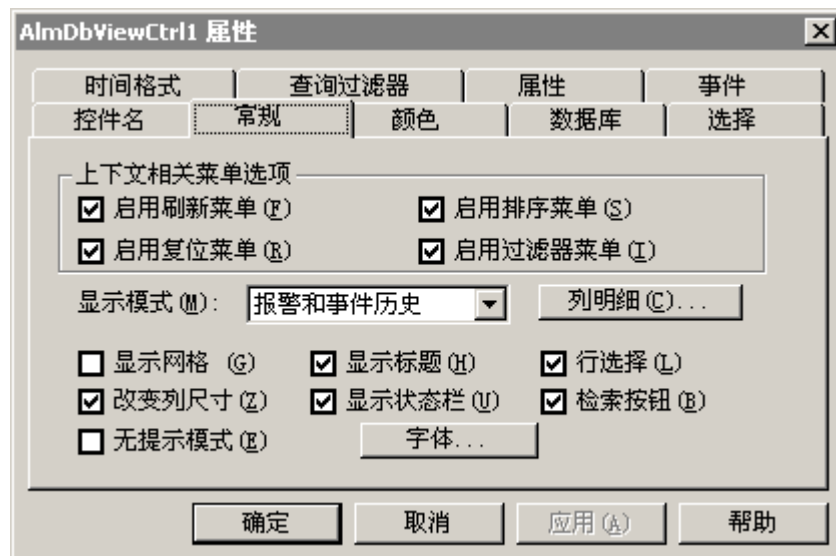 AlmDbViewCtrl1 属性
时间格式 查询过滤器 属性 事件
控件名 常规 颜色 数据库 选择
上下文相关菜单选项
启用刷新菜单(F) 启用排序菜单(S)
启用复位菜单(R) 启用过滤器菜单(I)
显示模式(M): 报警和事件历史 列明细(C)...
显示网格 (G) 显示标题(H) 行选择(L)
改变列尺寸(Z) 显示状态栏(U) 检索按钮(B)
无提示模式(E) 字体...
确定 取消 应用(A) 帮助